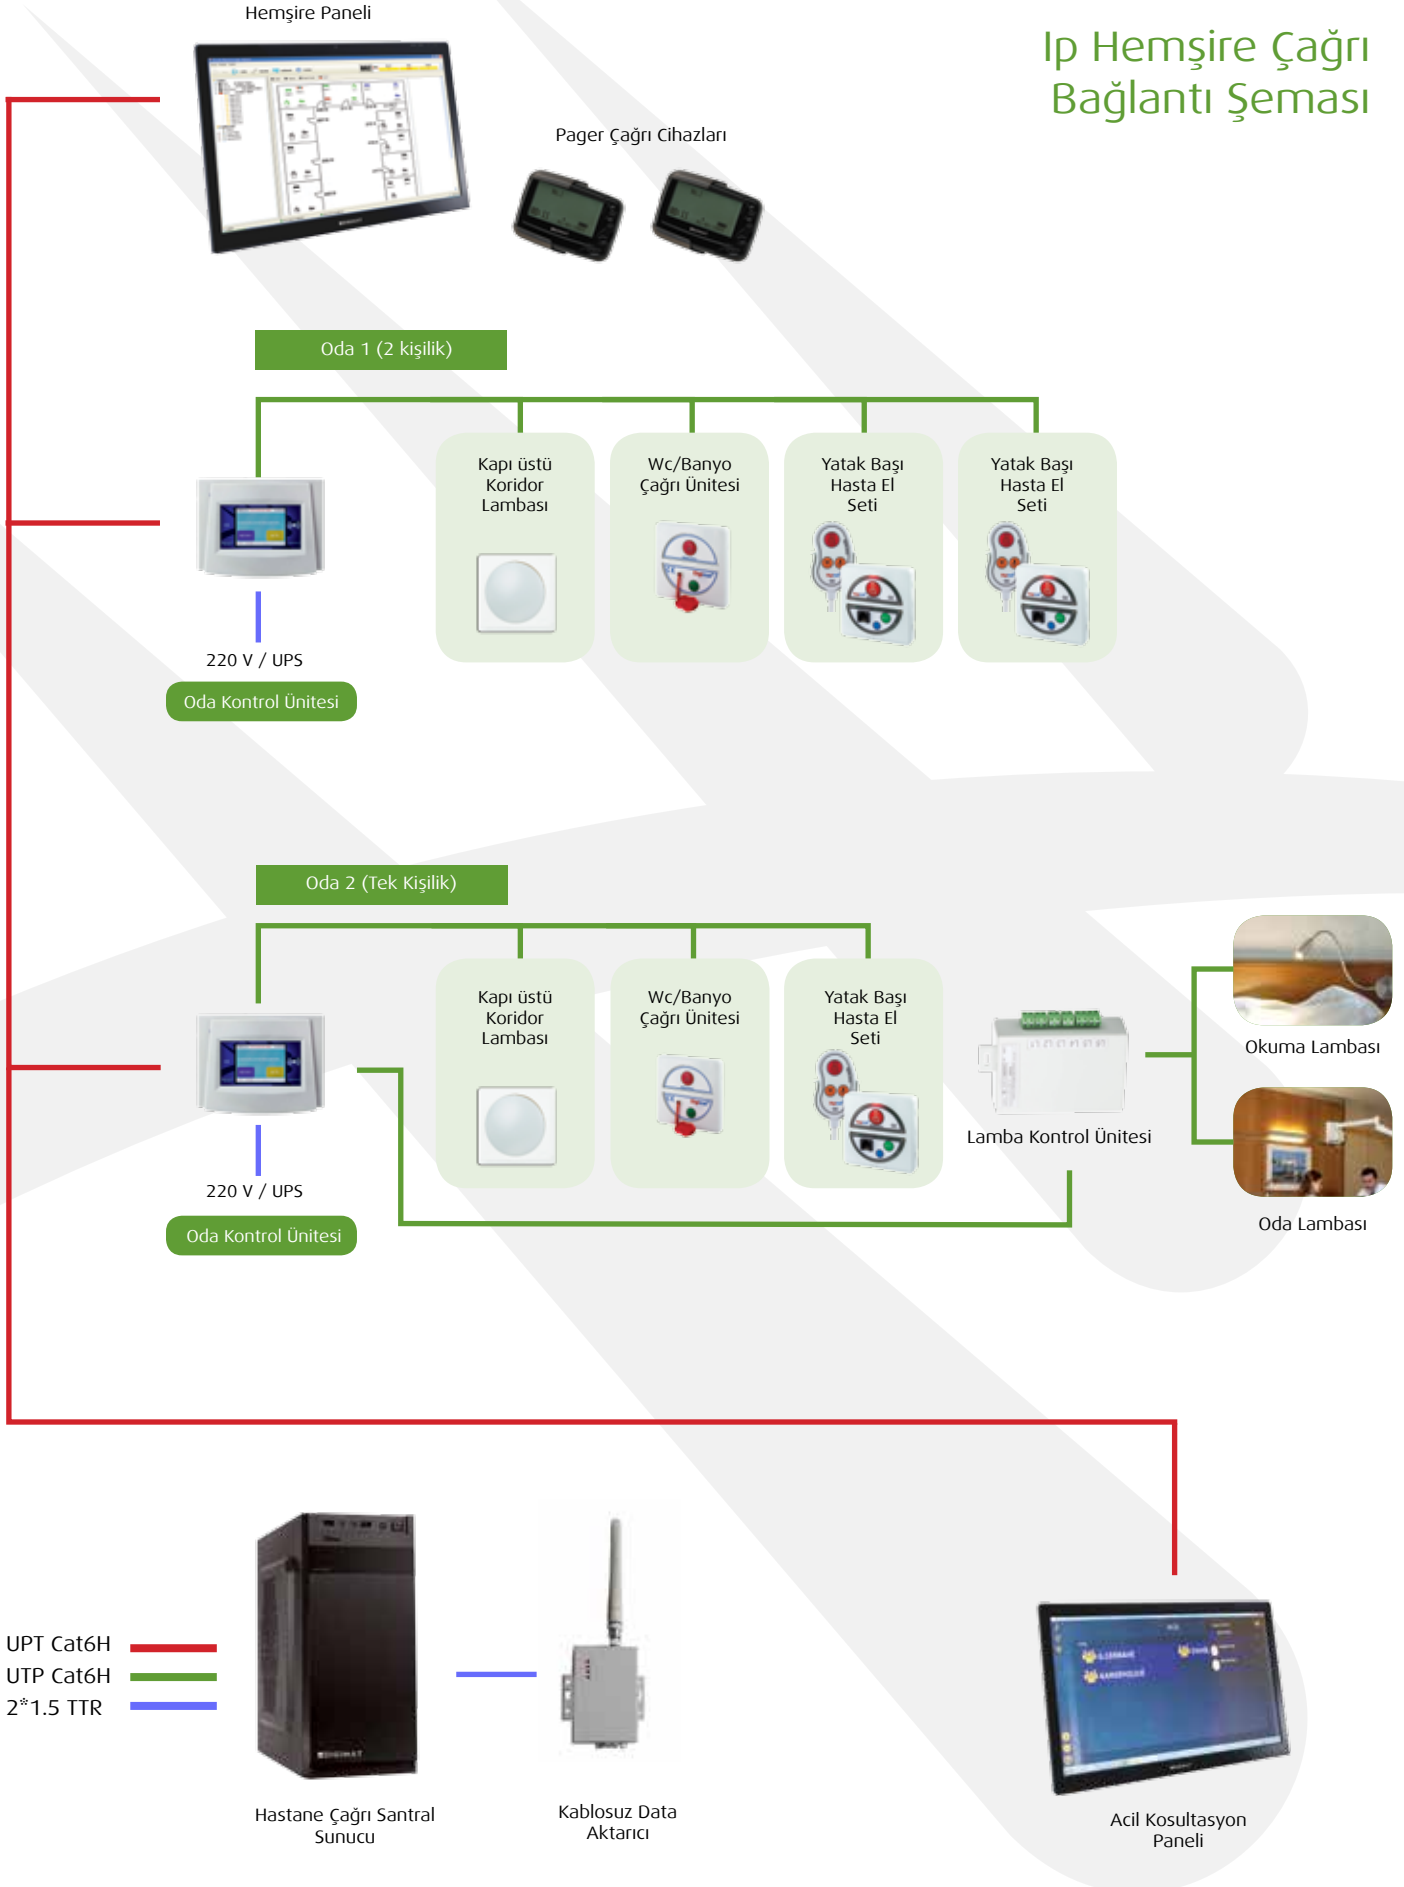 Hemşire Paneli
Ip Hemşire Çağrı
Bağlantı Şeması
Pager Çağrı Cihazları
Oda 1 (2 kişilik)
Kapı üstü
Koridor
Lambası
Wc/Banyo
Çağrı Ünitesi
Yatak Başı
Hasta El
Seti
Yatak Başı
Hasta El
Seti
220 V / UPS
Oda Kontrol Ünitesi
Oda 2 (Tek Kişilik)
Kapı üstü
Koridor
Lambası
Wc/Banyo
Çağrı Ünitesi
Yatak Başı
Hasta El
Seti
Okuma Lambası
Lamba Kontrol Ünitesi
220 V / UPS
Oda Kontrol Ünitesi
Oda Lambası
UPT Cat6H
UTP Cat6H
2*1.5 TTR
DIGIMAT
Hastane Çağrı Santral
Sunucu
Kablosuz Data
Aktarıcı
Acil Kosultasyon
Paneli